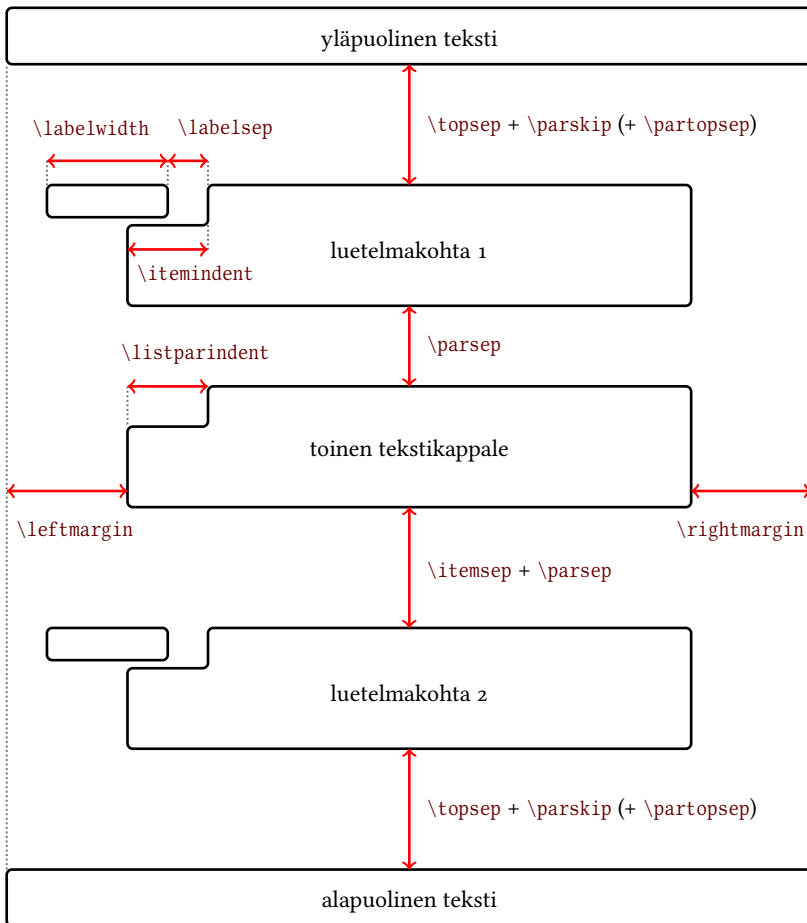 yläpuolinen teksti
\topsep + \parskip (+ \partopsep)
\labelwidth
\labelsep
luetelmakohta 1
\itemindent
\parsep
\listparindent
toinen tekstikappale
\leftmargin
\rightmargin
\itemsep + \parsep
luetelmakohta 2
\topsep + \parskip (+ \partopsep)
alapuolinen teksti